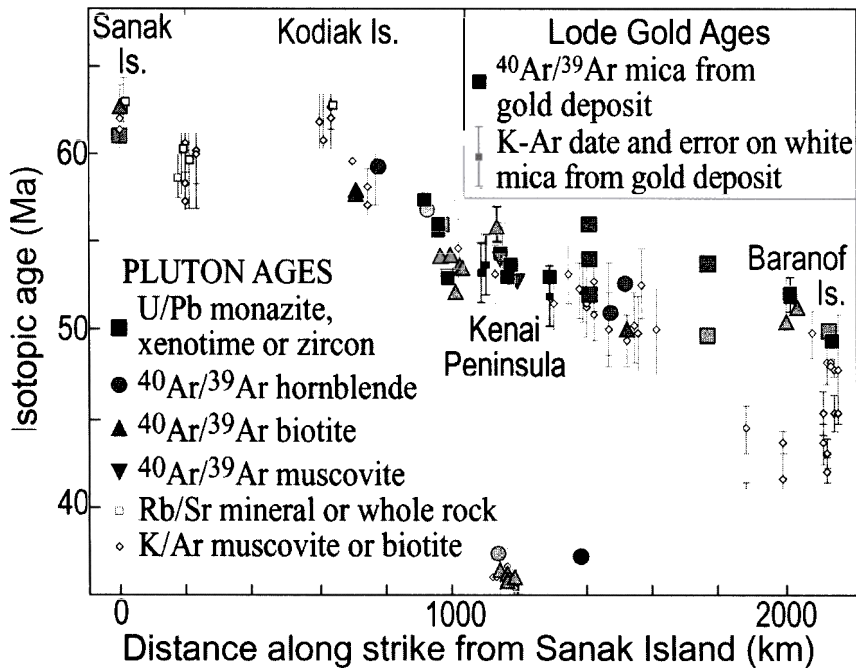 Sanak
Is.
Kodiak Is.
Lode Gold Ages
40Ar/39Ar mica from
gold deposit
K-Ar date and error on white
mica from gold deposit
60
50
40
Isotopic age (Ma)
PLUTON AGES
U/Pb monazite,
xenotime or zircon
40Ar/39Ar hornblende
40Ar/39Ar biotite
40Ar/39Ar muscovite
Rb/Sr mineral or whole rock
K/Ar muscovite or biotite
Kenai
Peninsula
Baranof
Is.
0
1000
2000
Distance along strike from Sanak Island (km)